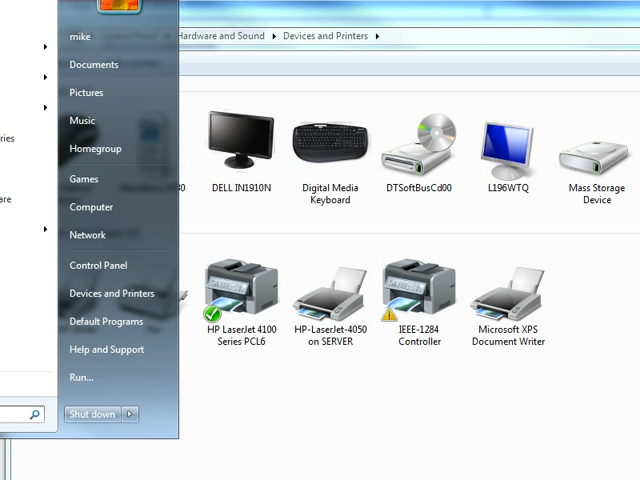 mike
Documents
Pictures
Music
Homegroup
Games
Computer
Network
Control Panel
Devices and Printers
Default Programs
Help and Support
Run...
Shut down
ries
are
Hardware and Sound
Devices and Printers
DELL IN1910N
Digital Media
Keyboard
DTSoftBusCd00
L196WTQ
Mass Storage
Device
HP LaserJet 4100
Series PCL6
HP-LaserJet-4050
on SERVER
IEEE-1284
Controller
Microsoft XPS
Document Writer